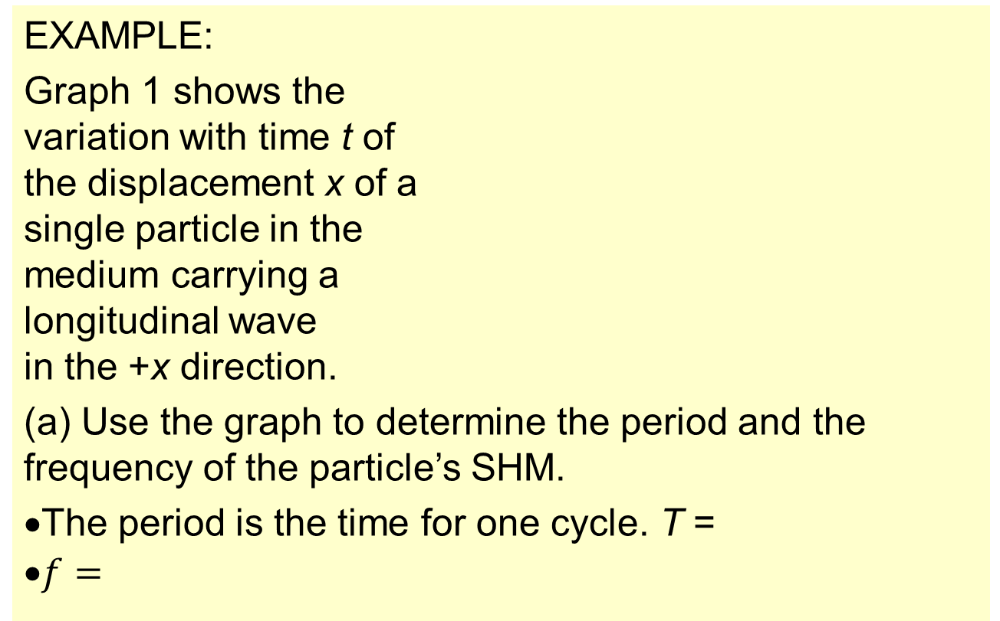 EXAMPLE:
Graph 1 shows the
variation with time t of
the displacement x of a
single particle in the
medium carrying a
longitudinal wave
in the +x direction.
(a) Use the graph to determine the period and the
frequency of the particle’s SHM.
•The period is the time for one cycle. T =
•f =